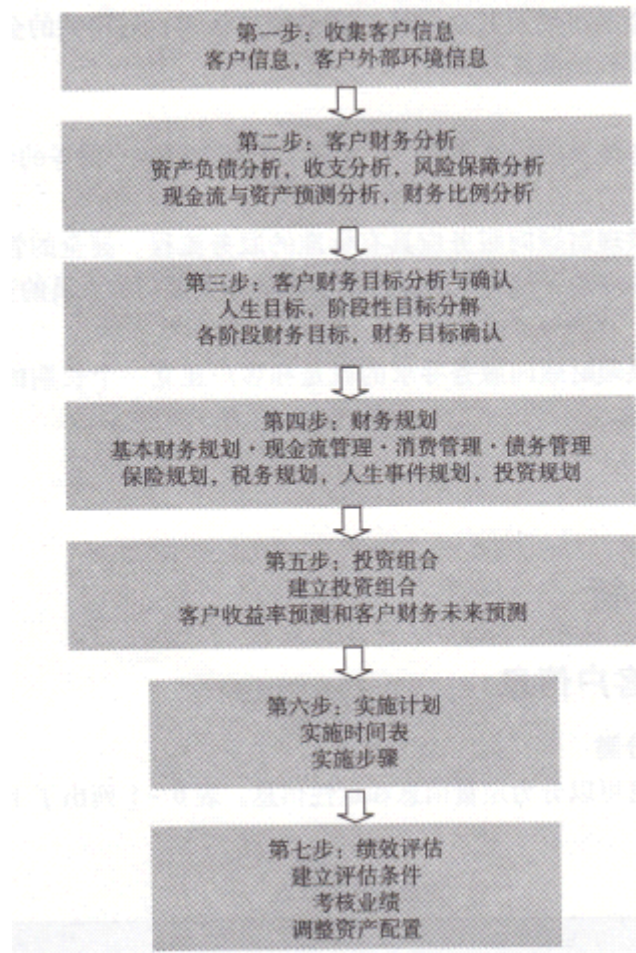 第一步：收集客户信息
客户信息，客户外部环境信息
第二步：客户财务分析
资产负债分析，收支分析，风险保障分析
现金流与资产预测分析，财务比例分析
第三步：客户财务目标分析与确认
人生目标，阶段性目标分解
各阶段财务目标，财务目标确认
第四步：财务规划
基本财务规划·现金流管理·消费管理·债务管理
保险规划，税务规划，人生事件规划，投资规划
第五步：投资组合
建立投资组合
客户收益率预测和客户财务未来预测
第六步：实施计划
实施时间表
实施步骤
第七步：绩效评估
建立评估条件
考核业绩
调整资产配置